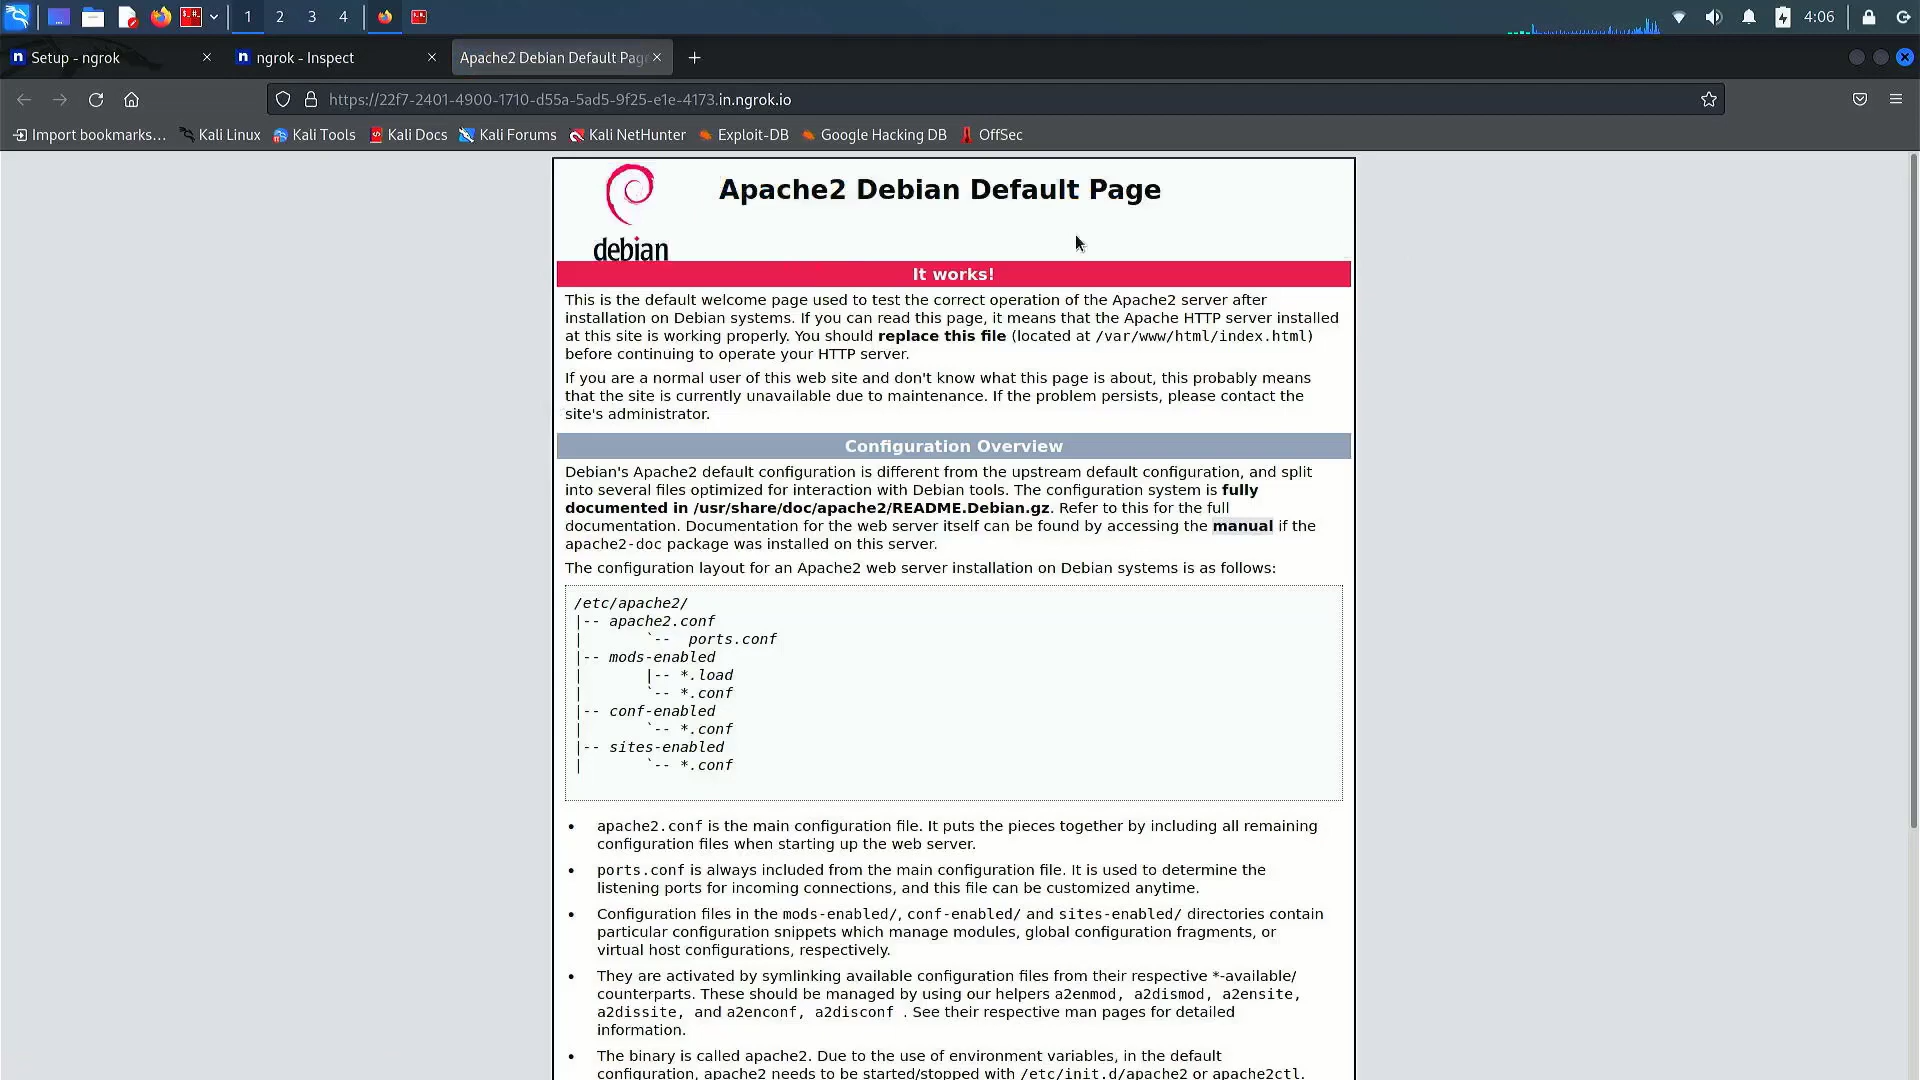 1 2 3 4 4:06
Setup - ngrok
ngrok - Inspect
Apache2 Debian Default Pag
https://22f7-2401-4900-1710-d55a-5ad5-9f25-e1e-4173.in.ngrok.io
Import bookmarks... Kali Linux Kali Tools Kali Docs Kali Forums Kali NetHunter Exploit-DB Google Hacking DB OffSec
debian
Apache2 Debian Default Page
It works!
This is the default welcome page used to test the correct operation of the Apache2 server after
installation on Debian systems. If you can read this page, it means that the Apache HTTP server installed
at this site is working properly. You should replace this file (located at /var/www/html/index.html)
before continuing to operate your HTTP server.
If you are a normal user of this web site and don't know what this page is about, this probably means
that the site is currently unavailable due to maintenance. If the problem persists, please contact the
site's administrator.
Configuration Overview
Debian's Apache2 default configuration is different from the upstream default configuration, and split
into several files optimized for interaction with Debian tools. The configuration system is fully
documented in /usr/share/doc/apache2/README.Debian.gz. Refer to this for the full
documentation. Documentation for the web server itself can be found by accessing the manual if the
apache2-doc package was installed on this server.
The configuration layout for an Apache2 web server installation on Debian systems is as follows:
/etc/apache2/
|-- apache2.conf
|       `--  ports.conf
|-- mods-enabled
|       |-- *.load
|       `-- *.conf
|-- conf-enabled
|       `-- *.conf
|-- sites-enabled
|       `-- *.conf
• apache2.conf is the main configuration file. It puts the pieces together by including all remaining
configuration files when starting up the web server.
• ports.conf is always included from the main configuration file. It is used to determine the
listening ports for incoming connections, and this file can be customized anytime.
• Configuration files in the mods-enabled/, conf-enabled/ and sites-enabled/ directories contain
particular configuration snippets which manage modules, global configuration fragments, or
virtual host configurations, respectively.
• They are activated by symlinking available configuration files from their respective *-available/
counterparts. These should be managed by using our helpers a2enmod, a2dismod, a2ensite,
a2dissite, and a2enconf, a2disconf . See their respective man pages for detailed
information.
• The binary is called apache2. Due to the use of environment variables, in the default
configuration, apache2 needs to be started/stopped with /etc/init.d/apache2 or apache2ctl.